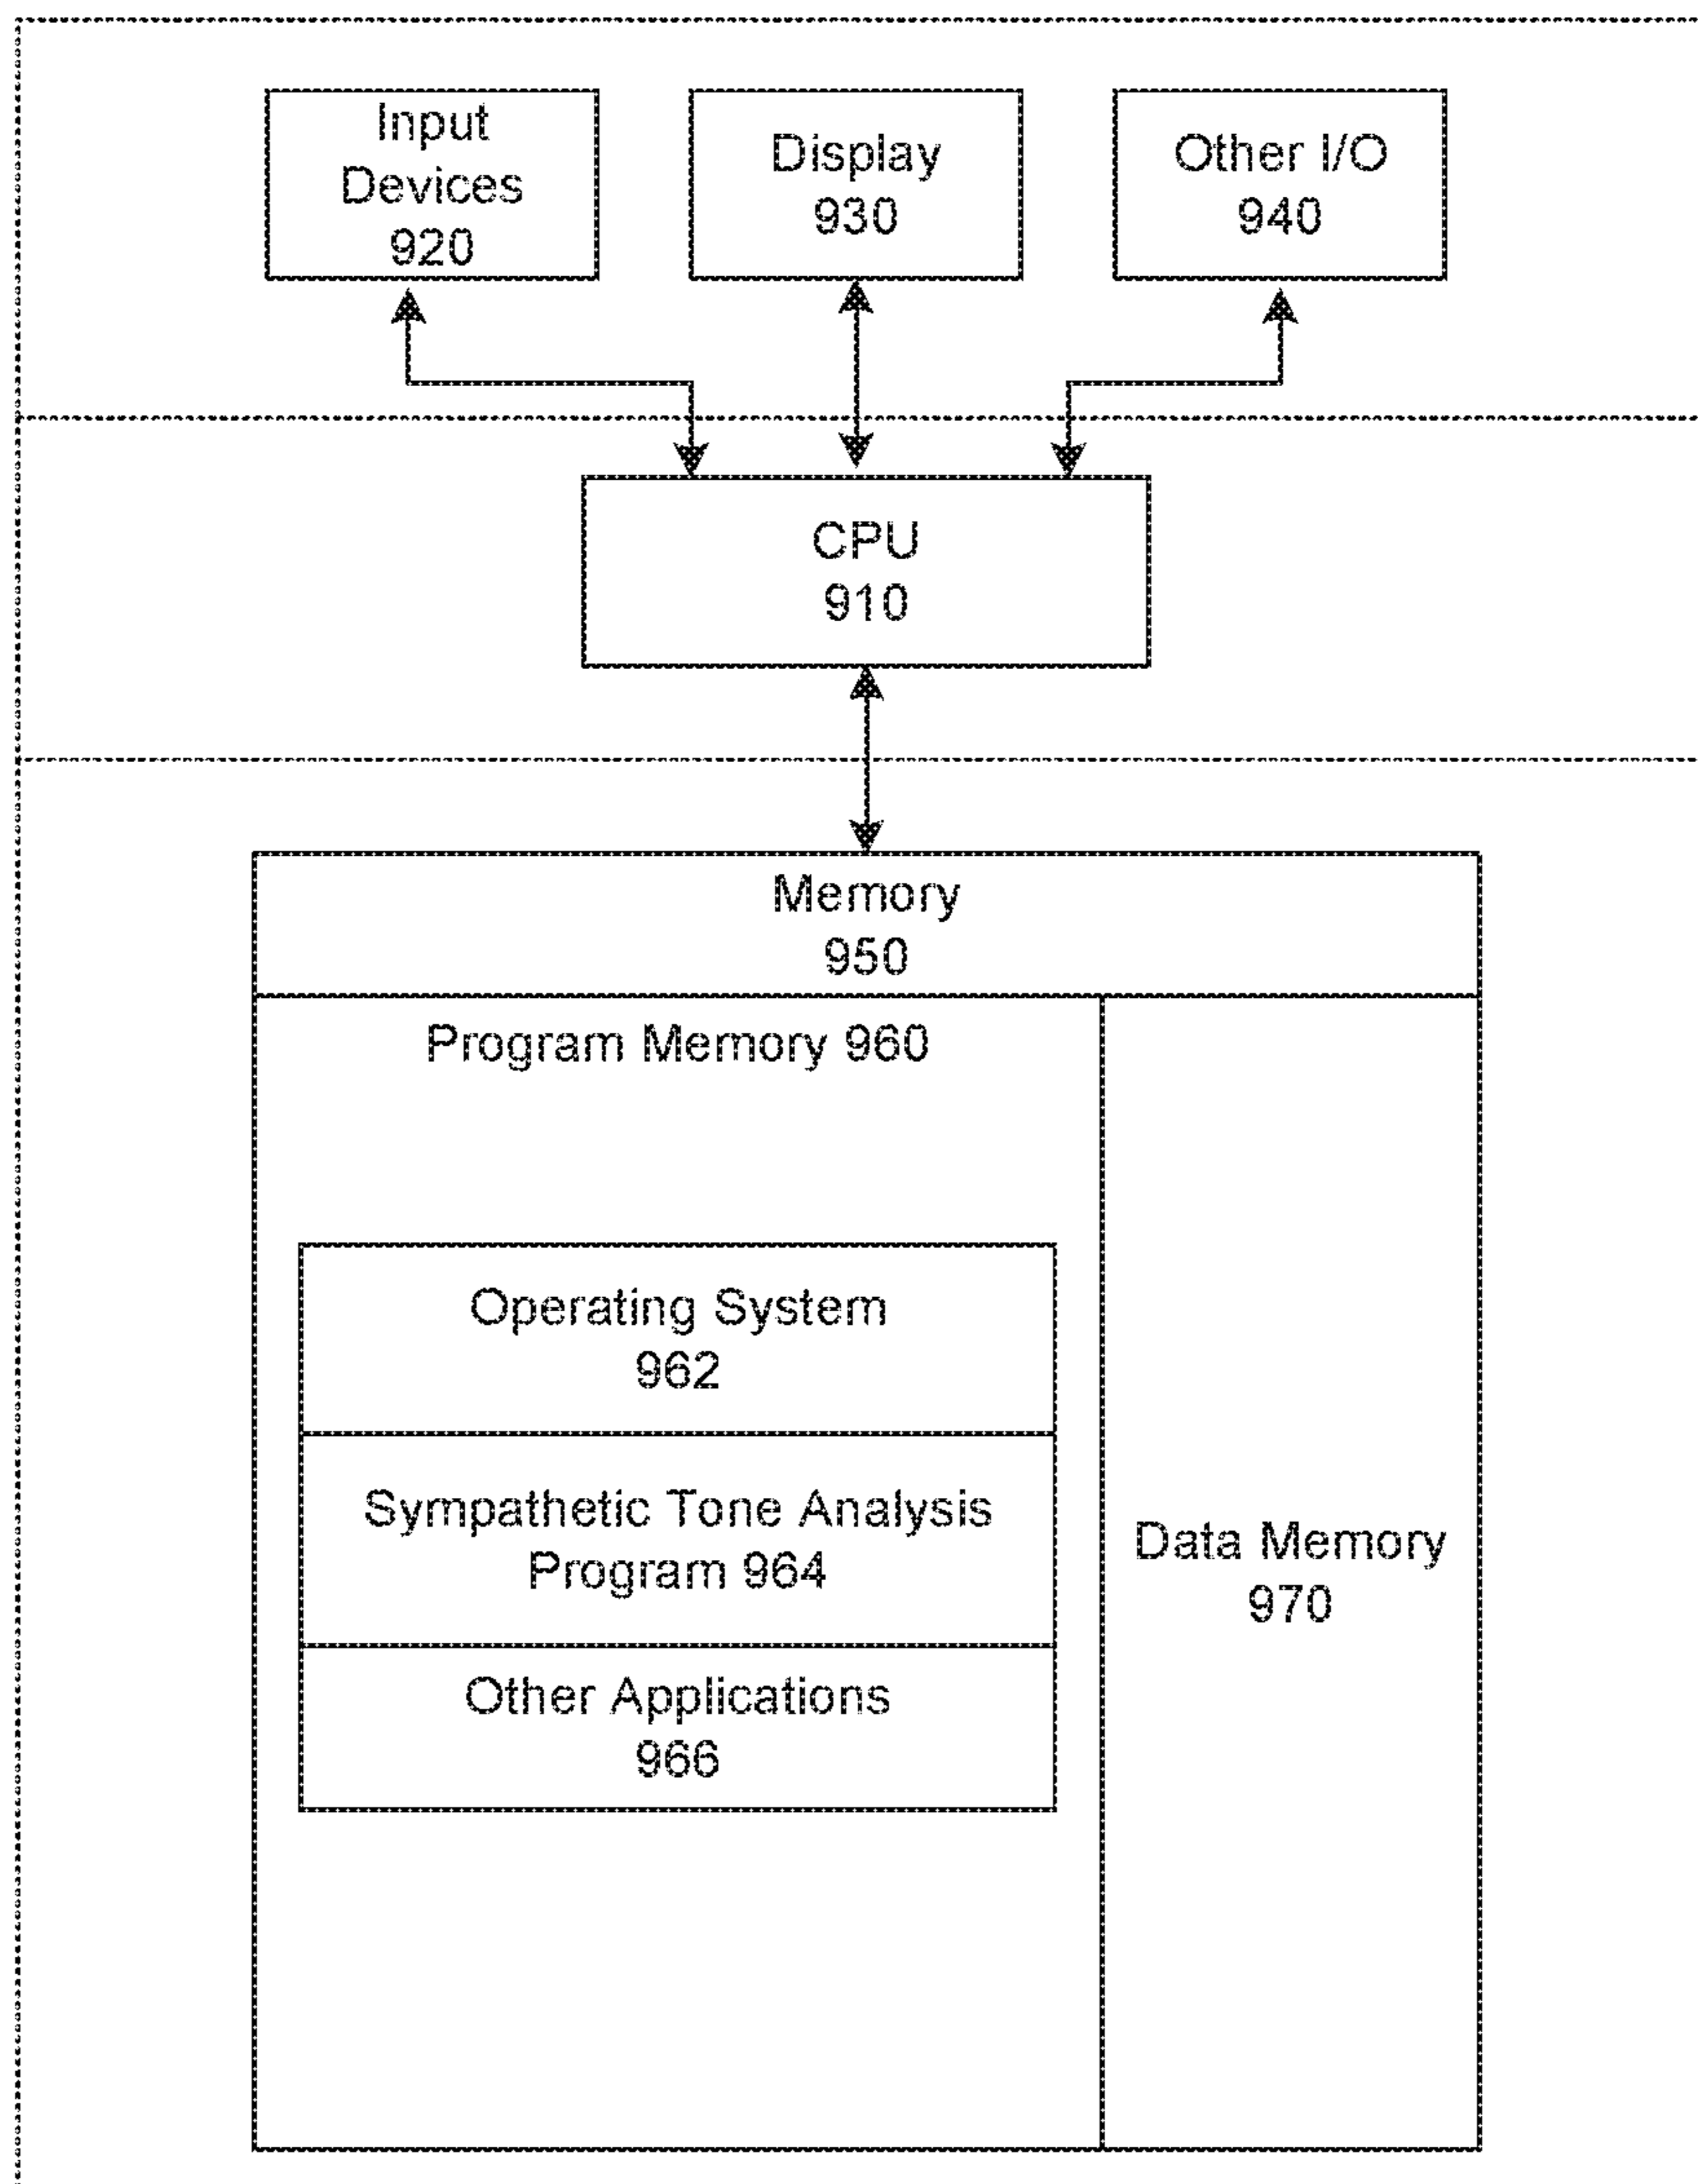 Input
Devices
920
Display
930
Other I/O
940
CPU
910
Memory
950
Program Memory 960
Operating System
962
Sympathetic Tone Analysis
Program 964
Other Applications
966
Data Memory
970